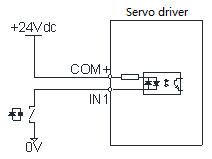 Servo driver
+24Vdc
COM+
IN1
0V